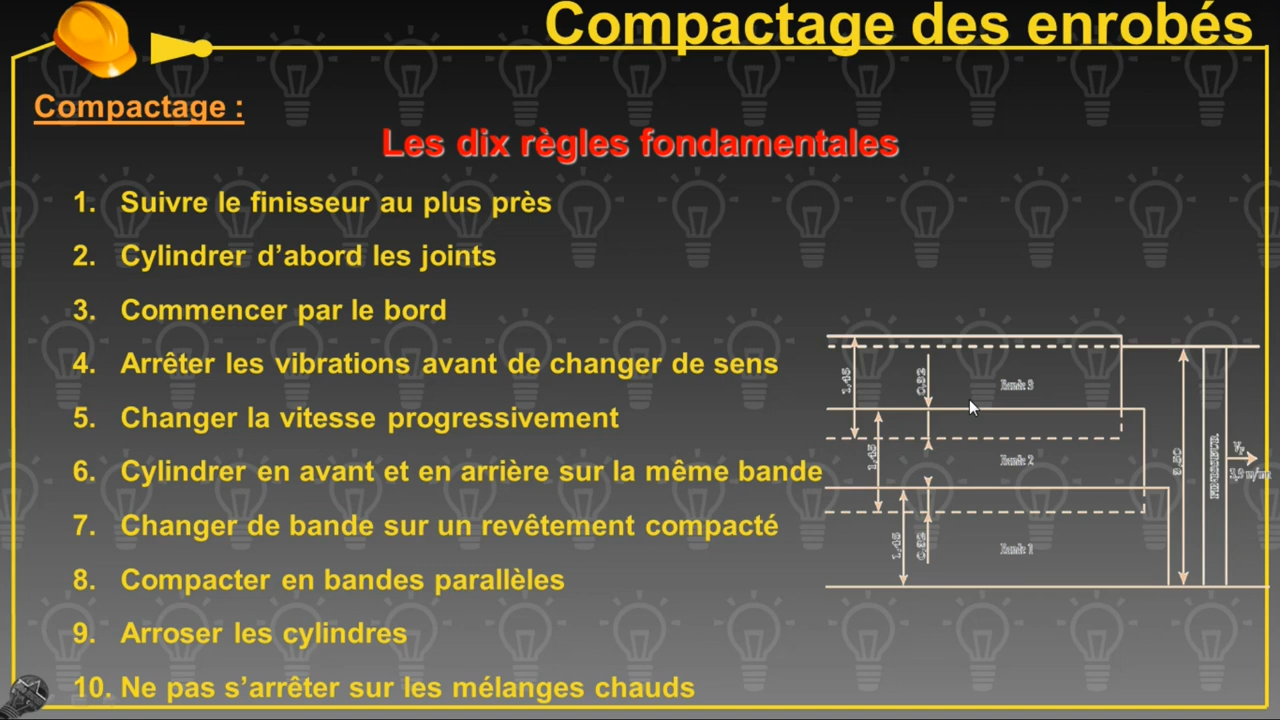 Compactage des enrobés
Compactage :
Les dix règles fondamentales
1. Suivre le finisseur au plus près
2. Cylindrer d’abord les joints
3. Commencer par le bord
4. Arrêter les vibrations avant de changer de sens
5. Changer la vitesse progressivement
6. Cylindrer en avant et en arrière sur la même bande
7. Changer de bande sur un revêtement compacté
8. Compacter en bandes parallèles
9. Arroser les cylindres
10. Ne pas s’arrêter sur les mélanges chauds
1,45
Bande 3
1,45
Bande 2
FINISSEUR
1,45
Bande 1